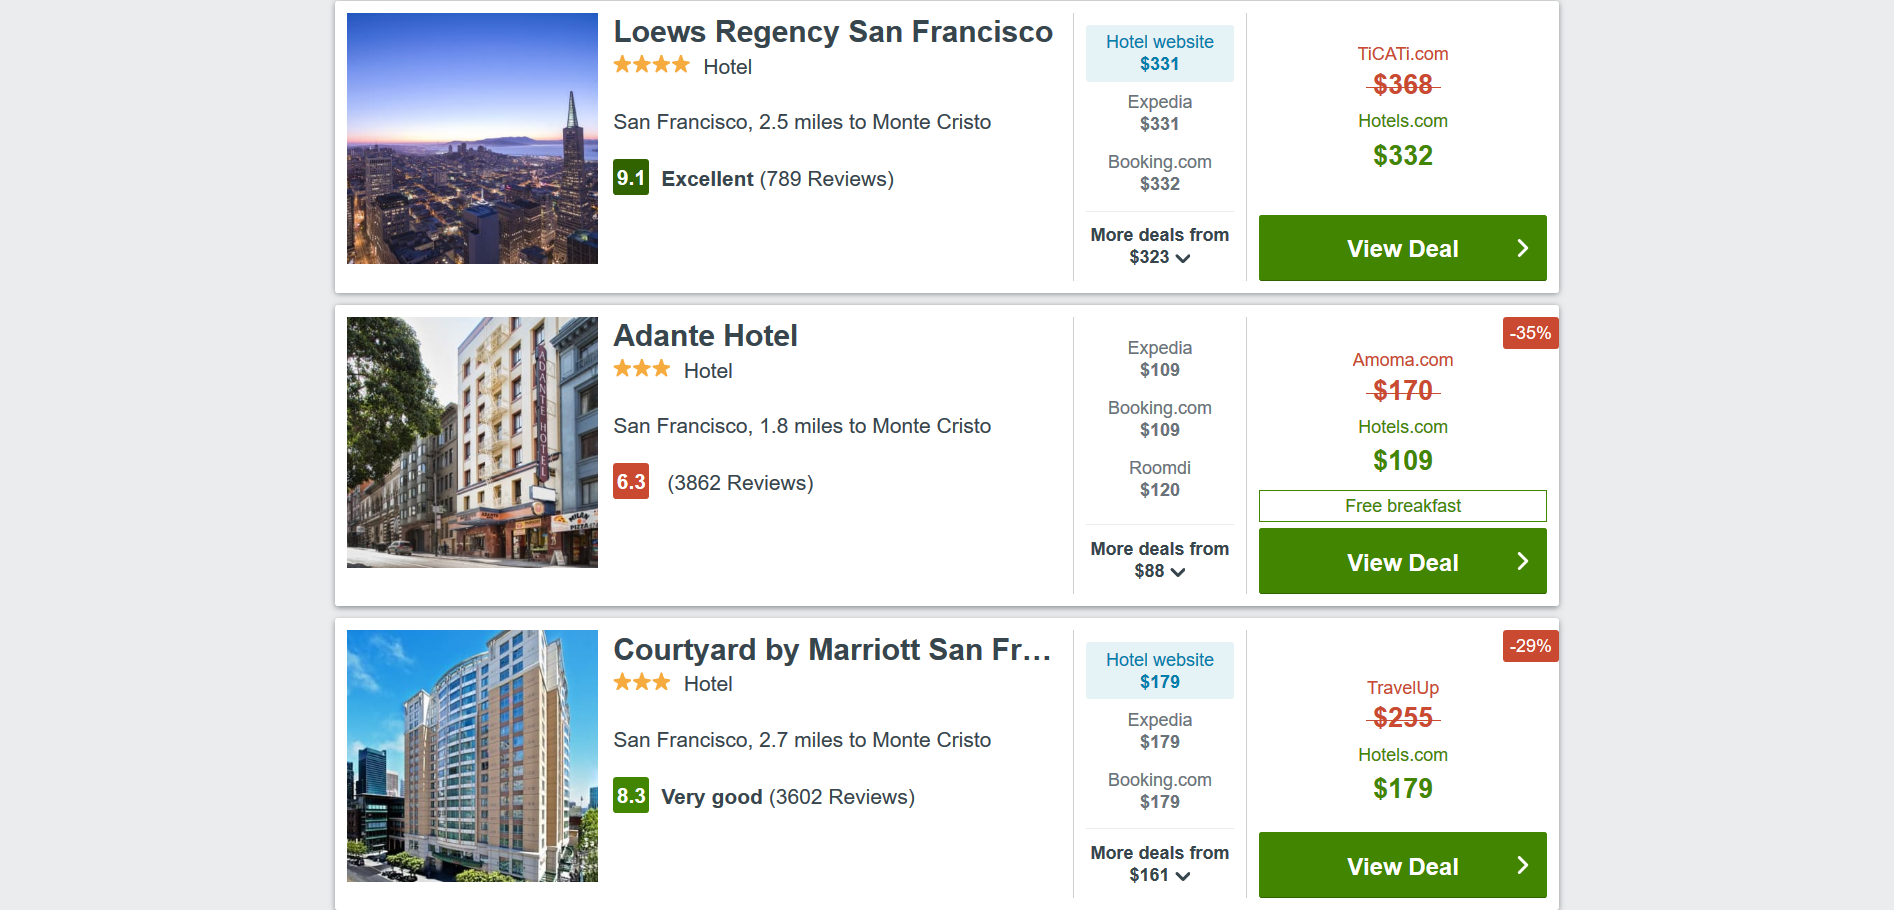 Loews Regency San Francisco
Hotel
San Francisco, 2.5 miles to Monte Cristo
9.1 Excellent (789 Reviews)
Hotel website
$331
Expedia
$331
Booking.com
$332
More deals from
$323
TiCATi.com
$368
Hotels.com
$332
View Deal
ADANTE HOTEL
ADANTE
MILAN
PIZZA
Adante Hotel
Hotel
San Francisco, 1.8 miles to Monte Cristo
6.3 (3862 Reviews)
Expedia
$109
Booking.com
$109
Roomdi
$120
More deals from
$88
-35%
Amoma.com
$170
Hotels.com
$109
Free breakfast
View Deal
Courtyard by Marriott San Fr...
Hotel
San Francisco, 2.7 miles to Monte Cristo
8.3 Very good (3602 Reviews)
Hotel website
$179
Expedia
$179
Booking.com
$179
More deals from
$161
-29%
TravelUp
$255
Hotels.com
$179
View Deal